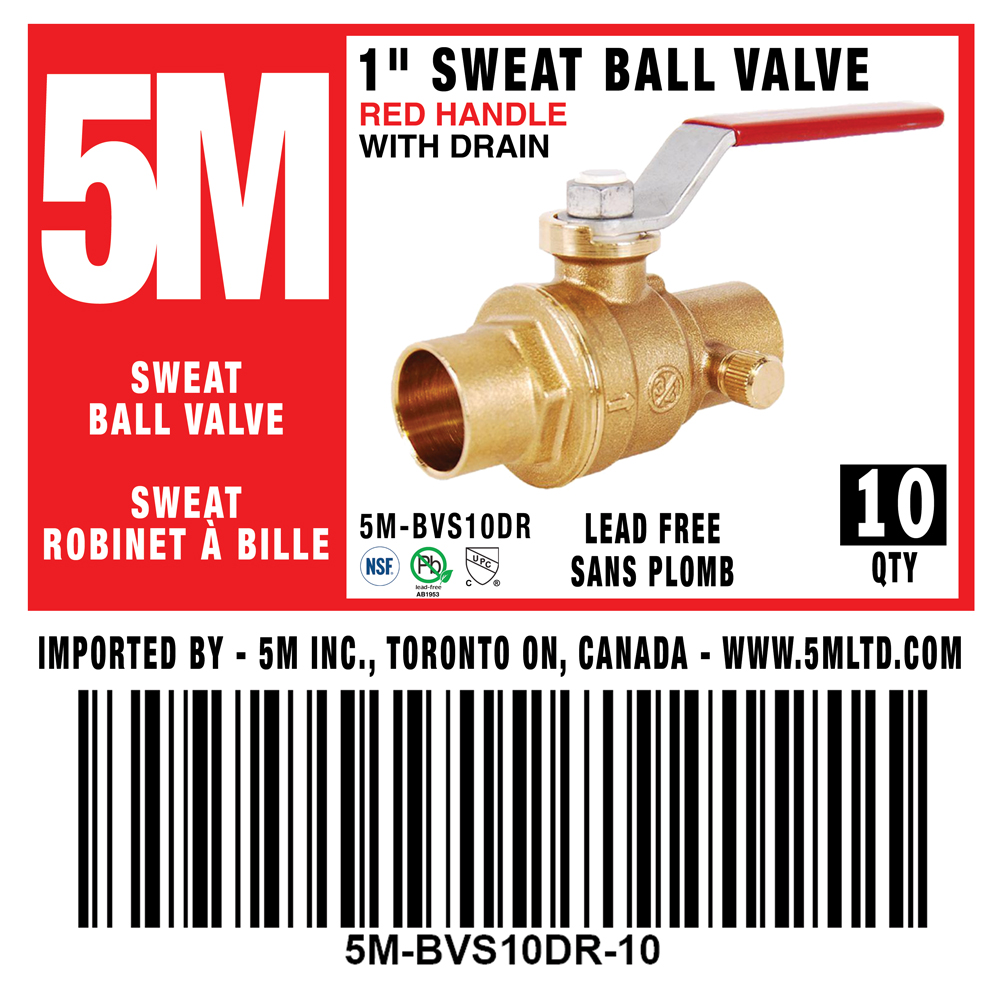 5M
SWEAT
BALL VALVE
SWEAT
ROBINET À BILLE
1" SWEAT BALL VALVE
RED HANDLE
WITH DRAIN
5M-BVS10DR
NSF
Pb
lead-free
AB1953
UPC
C ®
LEAD FREE
SANS PLOMB
10
QTY
IMPORTED BY - 5M INC., TORONTO ON, CANADA - WWW.5MLTD.COM
5M-BVS10DR-10